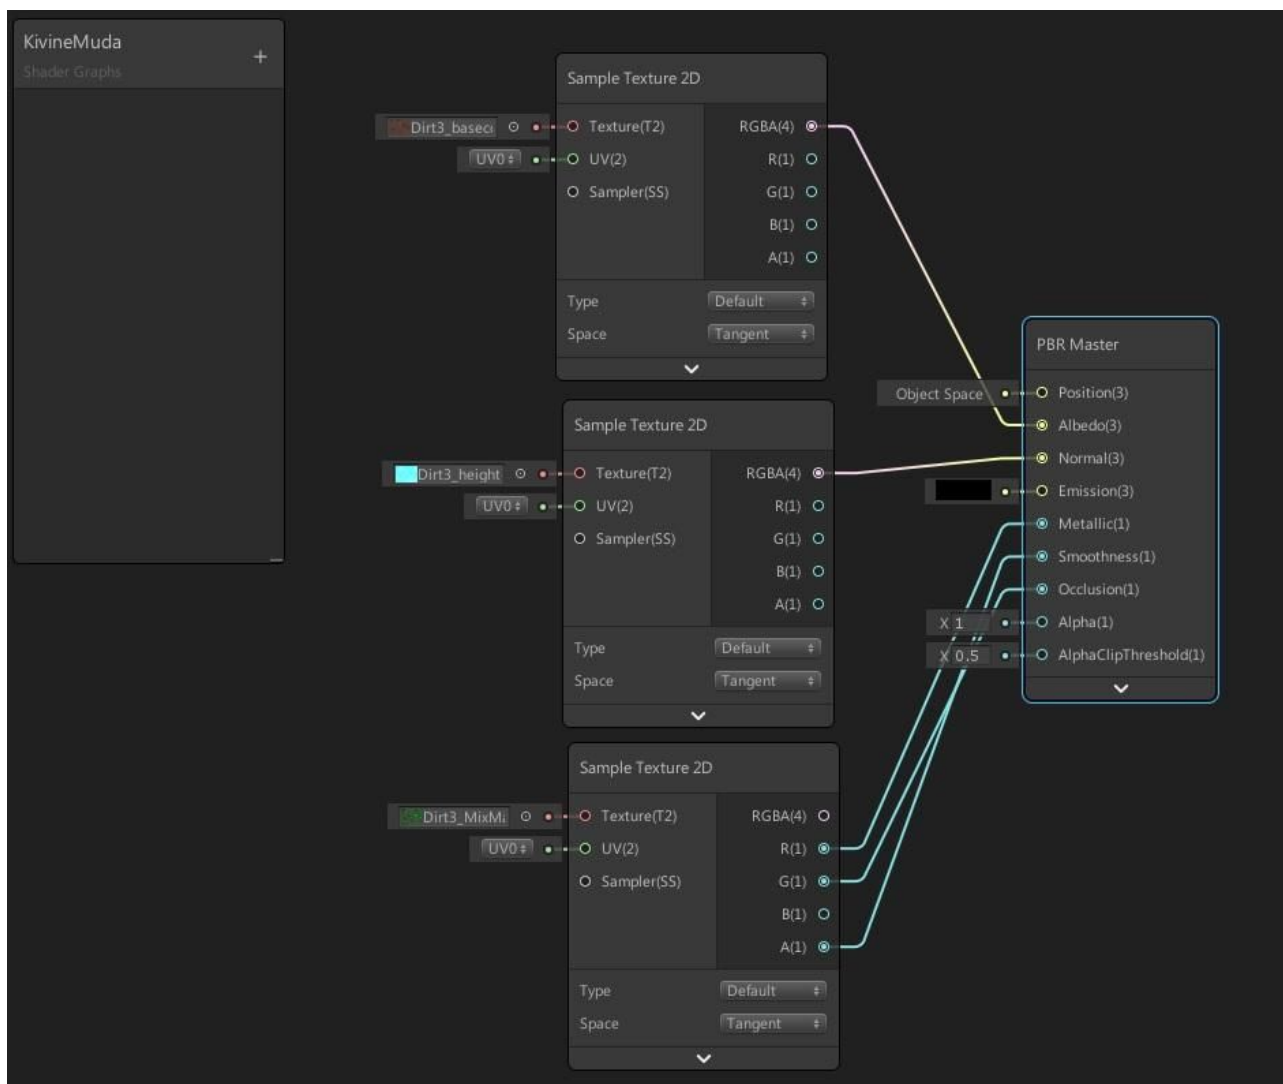 KivineMuda
Shader Graphs
Sample Texture 2D
Dirt3_baseco
Texture(T2)
RGBA(4)
UV0
UV(2)
R(1)
Sampler(SS)
G(1)
B(1)
A(1)
Type
Default
Space
Tangent
Sample Texture 2D
Dirt3_height
Texture(T2)
RGBA(4)
UV0
UV(2)
R(1)
Sampler(SS)
G(1)
B(1)
A(1)
Type
Default
Space
Tangent
Sample Texture 2D
Dirt3_MixMa
Texture(T2)
RGBA(4)
UV0
UV(2)
R(1)
Sampler(SS)
G(1)
B(1)
A(1)
Type
Default
Space
Tangent
PBR Master
Object Space
Position(3)
Albedo(3)
Normal(3)
Emission(3)
Metallic(1)
Smoothness(1)
Occlusion(1)
X 1
Alpha(1)
X 0.5
AlphaClipThreshold(1)